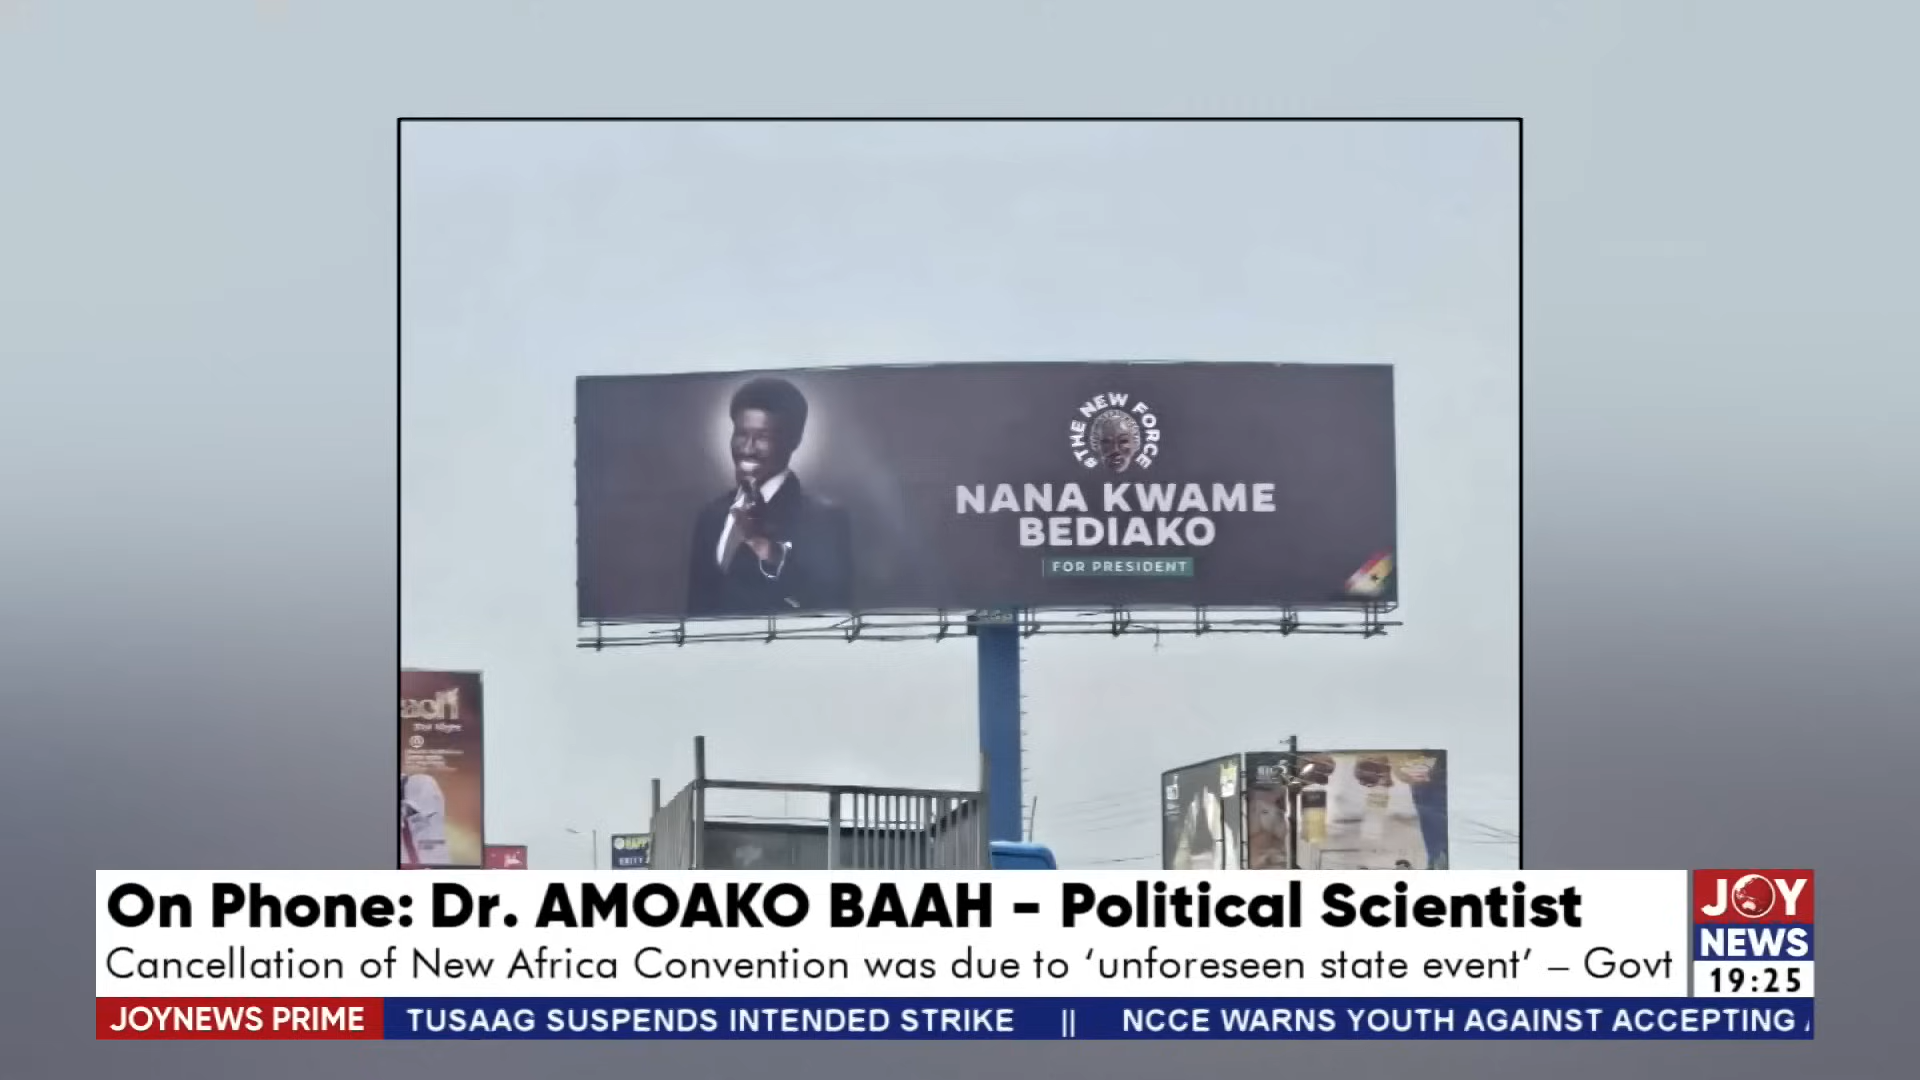 #THE NEW FORCE
NANA KWAME
BEDIAKO
FOR PRESIDENT
On Phone: Dr. AMOAKO BAAH - Political Scientist
Cancellation of New Africa Convention was due to ‘unforeseen state event’ – Govt
JOY
NEWS
19:25
JOYNEWS PRIME
TUSAAG SUSPENDS INTENDED STRIKE || NCCE WARNS YOUTH AGAINST ACCEPTING